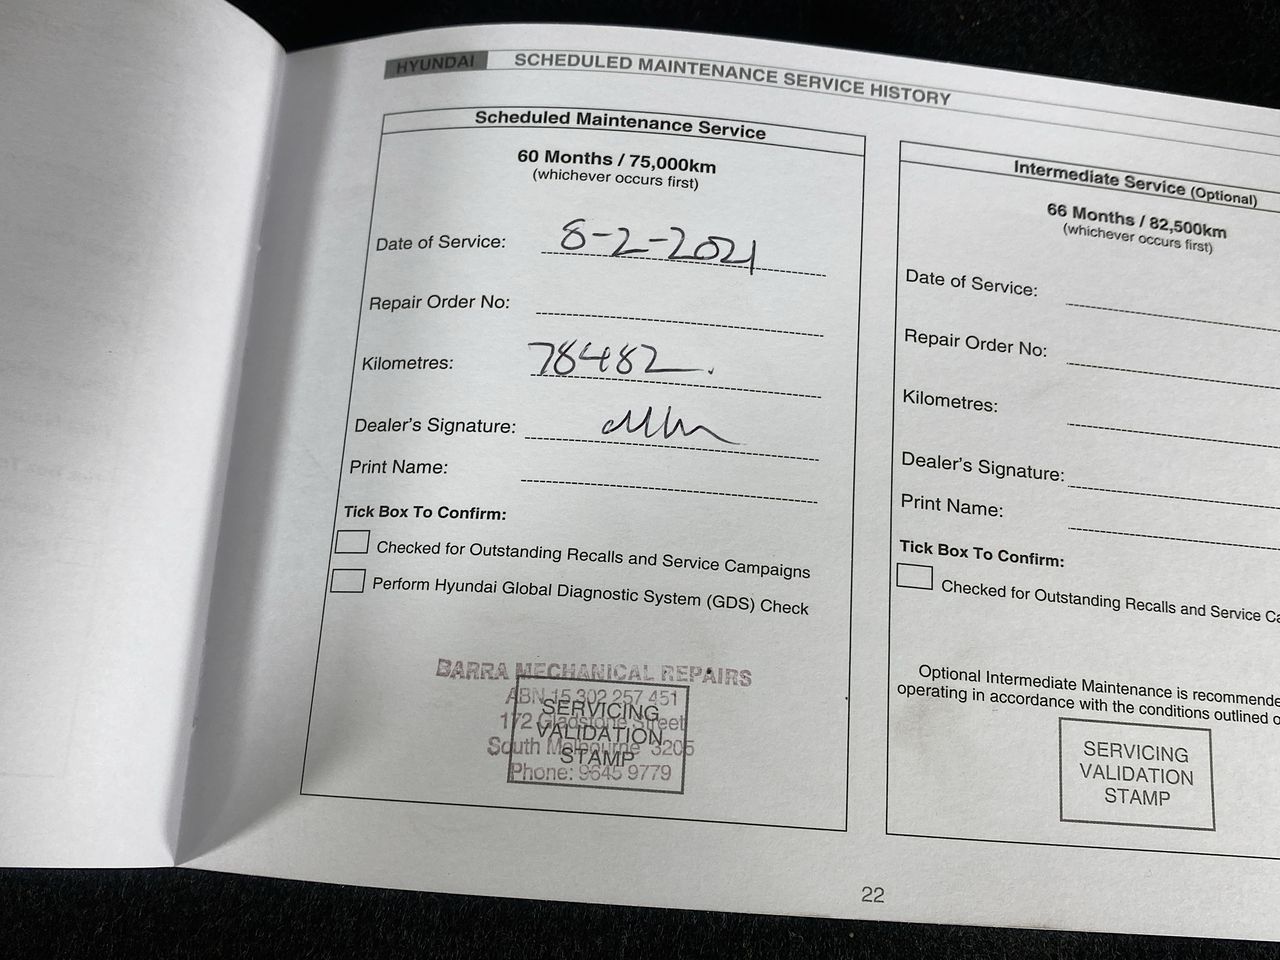 HYUNDAI SCHEDULED MAINTENANCE SERVICE HISTORY
Scheduled Maintenance Service
60 Months / 75,000km
(whichever occurs first)
Date of Service: 8-2-2021
Repair Order No:
Kilometres: 78482.
Dealer's Signature:
Print Name:
Tick Box To Confirm:
Checked for Outstanding Recalls and Service Campaigns
Perform Hyundai Global Diagnostic System (GDS) Check
BARRA MECHANICAL REPAIRS
ABN 15 302 257 451
172 Gladstone Street
South Melbourne 3205
Phone: 9645 9779
SERVICING
VALIDATION
STAMP
Intermediate Service (Optional)
66 Months / 82,500km
(whichever occurs first)
Date of Service:
Repair Order No:
Kilometres:
Dealer's Signature:
Print Name:
Tick Box To Confirm:
Checked for Outstanding Recalls and Service Ca
Optional Intermediate Maintenance is recommende
operating in accordance with the conditions outlined o
SERVICING
VALIDATION
STAMP
22